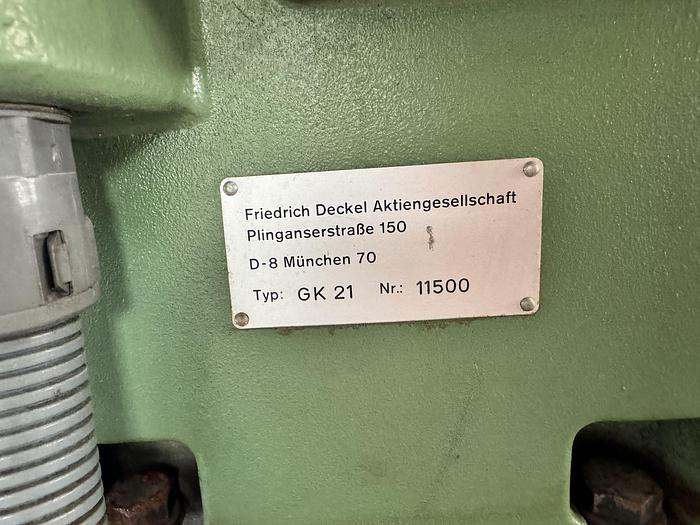 Friedrich Deckel Aktiengesellschaft
Plinganserstraße 150
D-8 München 70
Typ: GK 21 Nr.: 11500